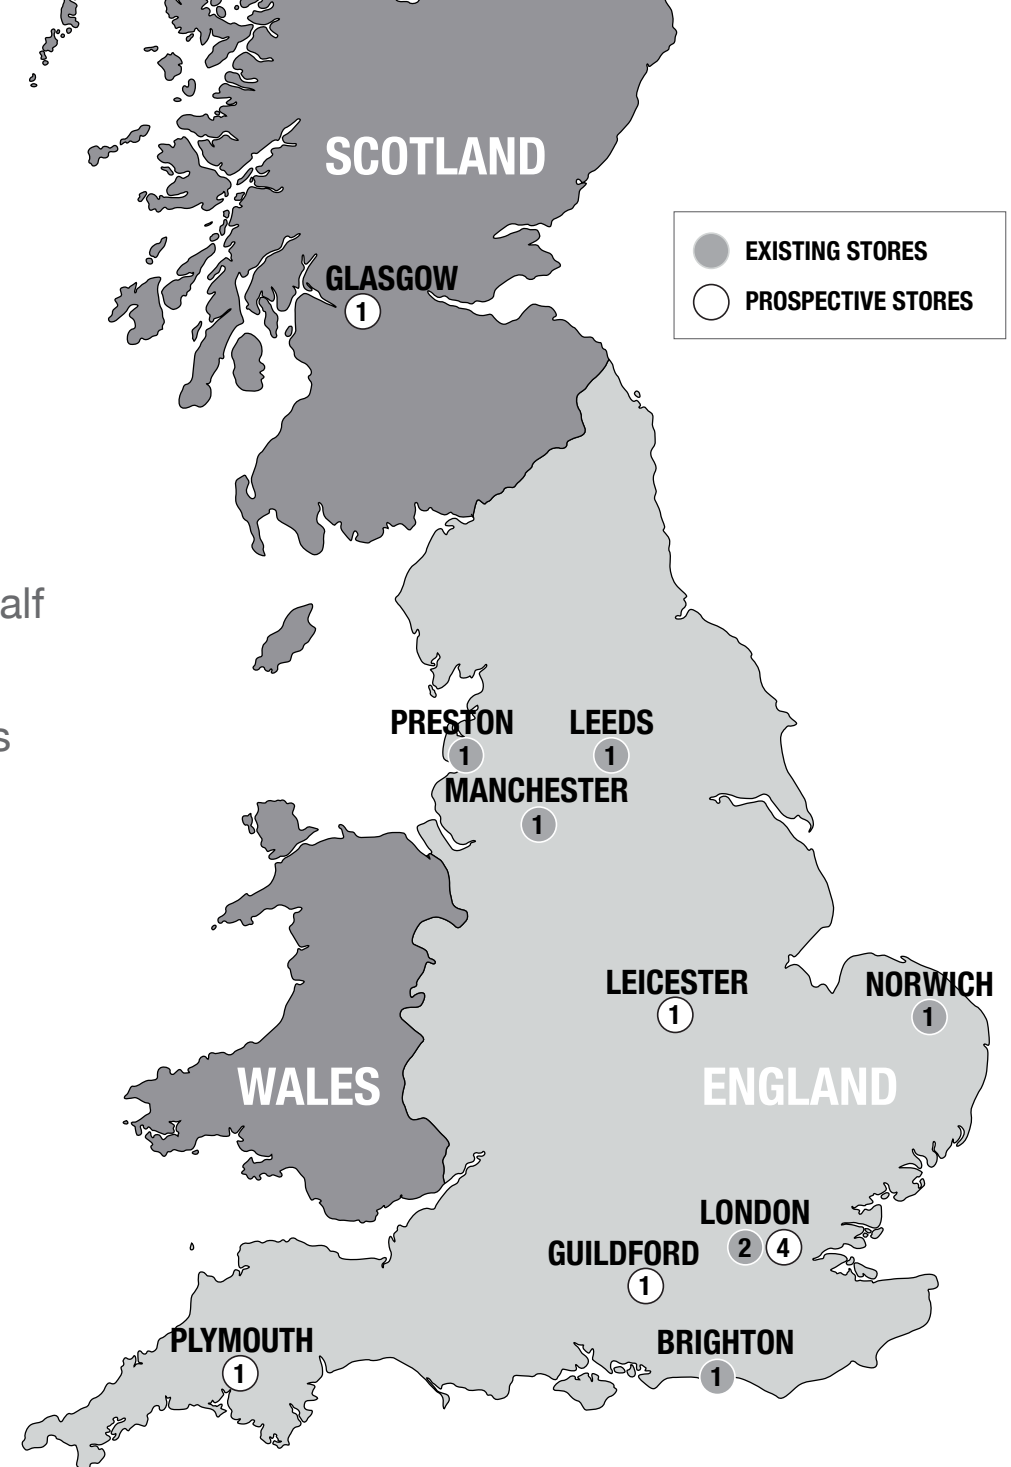 SCOTLAND
EXISTING STORES
PROSPECTIVE STORES
GLASGOW
1
alf
PRESTON
1
LEEDS
1
s
MANCHESTER
1
LEICESTER
1
NORWICH
1
WALES
ENGLAND
LONDON
2 4
GUILDFORD
1
PLYMOUTH
1
BRIGHTON
1